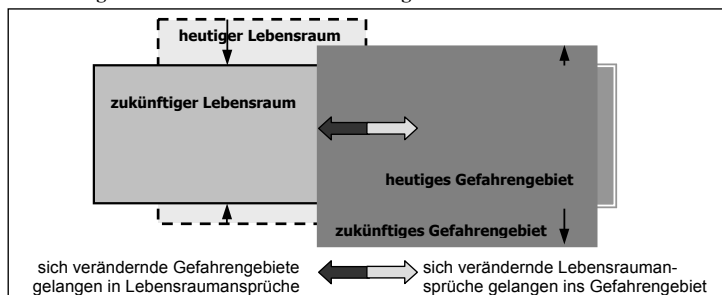 heutiger Lebensraum
zukünftiger Lebensraum
heutiges Gefahrengebiet
zukünftiges Gefahrengebiet
sich verändernde Gefahrengebiete
gelangen in Lebensraumansprüche
sich verändernde Lebensrauman-
sprüche gelangen ins Gefahrengebiet